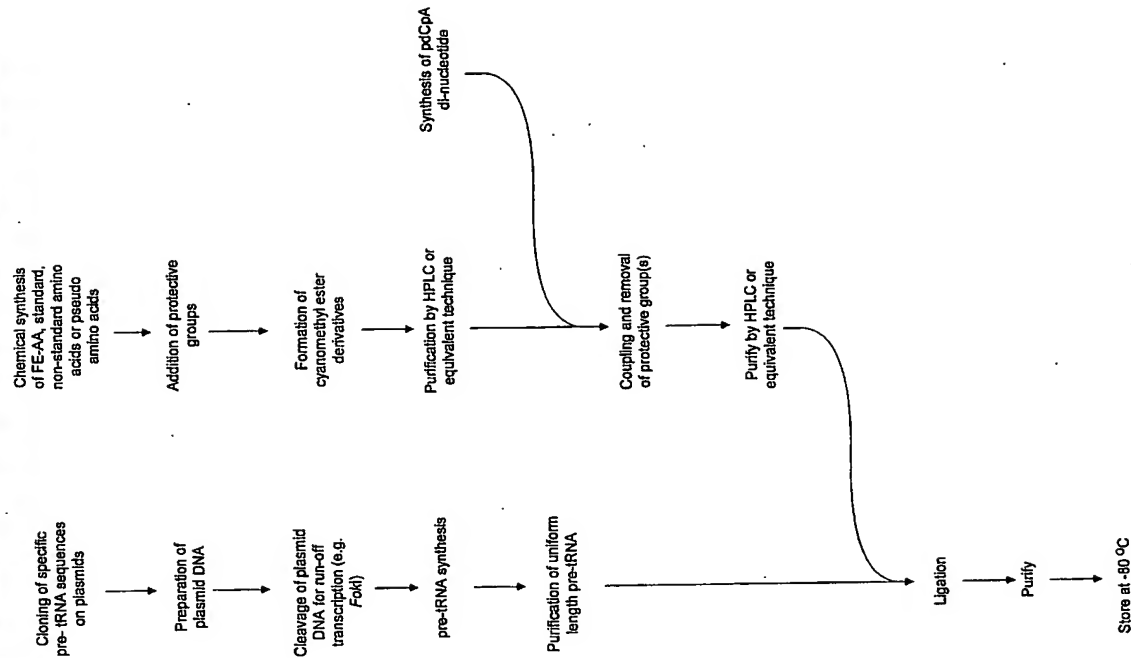 Cloning of specific
pre- tRNA sequences
on plasmids
Preparation of
plasmid DNA
Cleavage of plasmid
DNA for run-off
transcription (e.g.
FokI)
pre-tRNA synthesis
Purification of uniform
length pre-tRNA
Chemical synthesis
of FE-AA, standard,
non-standard amino
acids or pseudo
amino acids
Addition of protective
groups
Formation of
cyanomethyl ester
derivatives
Purification by HPLC or
equivalent technique
Synthesis of pdCpA
di-nucleotide
Coupling and removal
of protective group(s)
Purify by HPLC or
equivalent technique
Ligation
Purify
Store at -80 ºC